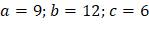 a = 9; b = 12; c = 6